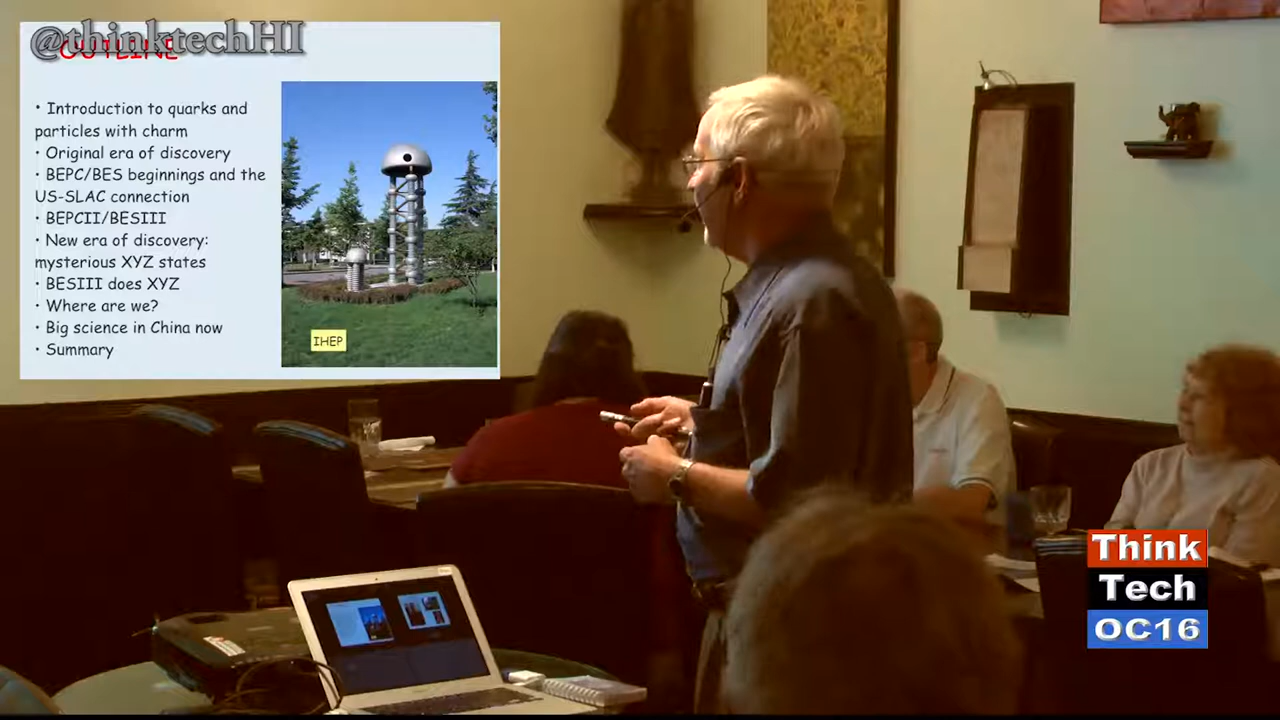 @thinktechHI
OUTLINE
• Introduction to quarks and
particles with charm
• Original era of discovery
• BEPC/BES beginnings and the
US-SLAC connection
• BEPCII/BESIII
• New era of discovery:
mysterious XYZ states
• BESIII does XYZ
• Where are we?
• Big science in China now
• Summary
IHEP
Think
Tech
OC16